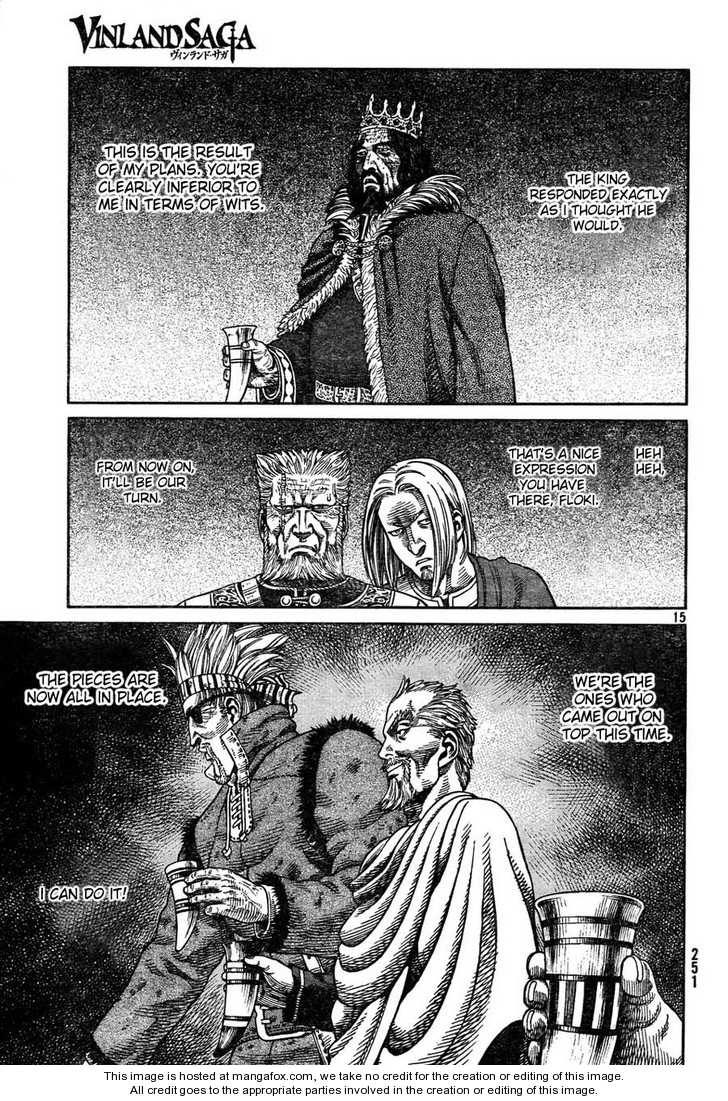 VINLAND SAGA
ヴィンランド・サガ
THE KING
RESPONDED EXACTLY
AS I THOUGHT HE
WOULD.
THIS IS THE RESULT
OF MY PLANS. YOU'RE
CLEARLY INFERIOR TO
ME IN TERMS OF WITS.
HEH
HEH,
THAT'S A NICE
EXPRESSION
YOU HAVE
THERE, FLOKI.
FROM NOW ON,
IT'LL BE OUR
TURN.
15
WE'RE THE
ONES WHO
CAME OUT ON
TOP THIS TIME.
THE PIECES ARE
NOW ALL IN PLACE.
I CAN DO IT!
251
This image is hosted at mangafox.com, we take no credit for the creation or editing of this image.
All credit goes to the appropriate parties involved in the creation or editing of this image.